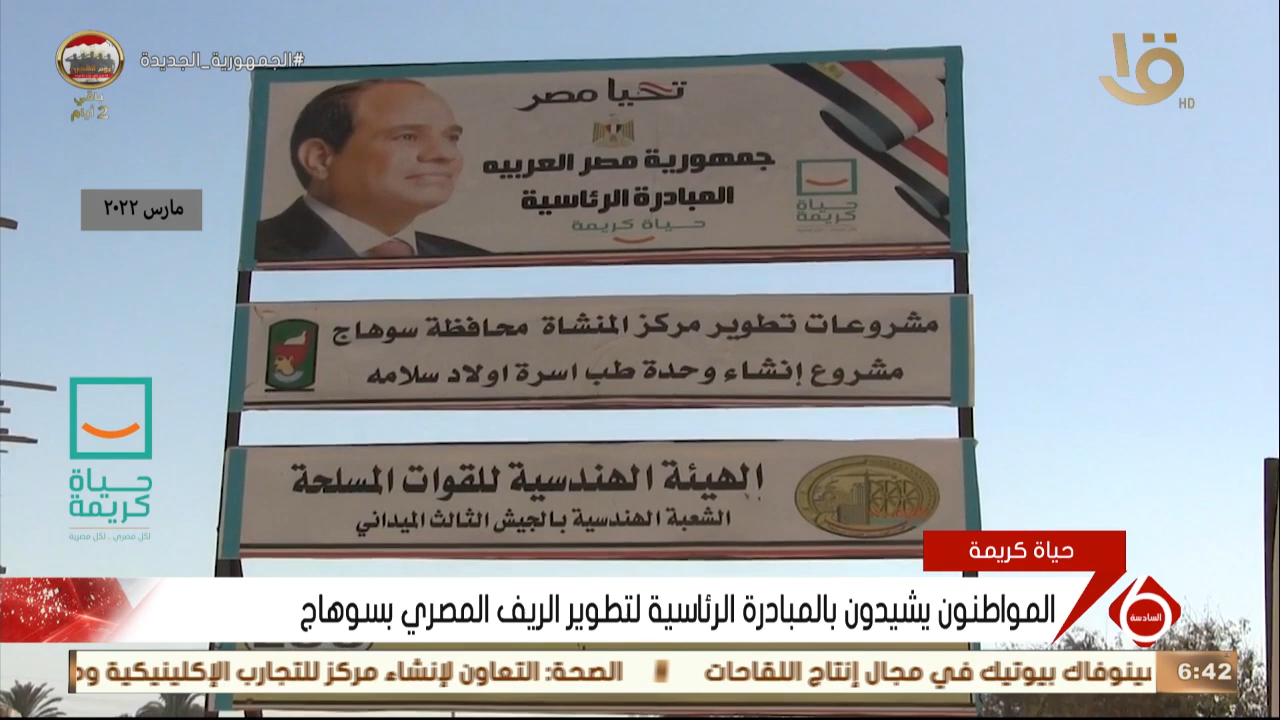 #الجمهورية_الجديدة
باقي
2 أيام
HD
مارس ٢٠٢٢
تحيا مصر
جمهورية مصر العربيه
المبادرة الرئاسية
حياة كريمة
حياة
كريمة
مشروعات تطوير مركز المنشاة محافظة سوهاج
مشروع إنشاء وحدة طب اسرة اولاد سلامه
الهيئة الهندسية للقوات المسلحة
الشعبة الهندسية بالجيش الثالث الميداني
حياة
كريمة
لكل مصري .. لكل مصرية
حياة كريمة
السادسة
المواطنون يشيدون بالمبادرة الرئاسية لتطوير الريف المصري بسوهاج
6:42
بينوفاك بيوتيك في مجال إنتاج اللقاحات
الصحة: التعاون لإنشاء مركز للتجارب الإكلينيكية